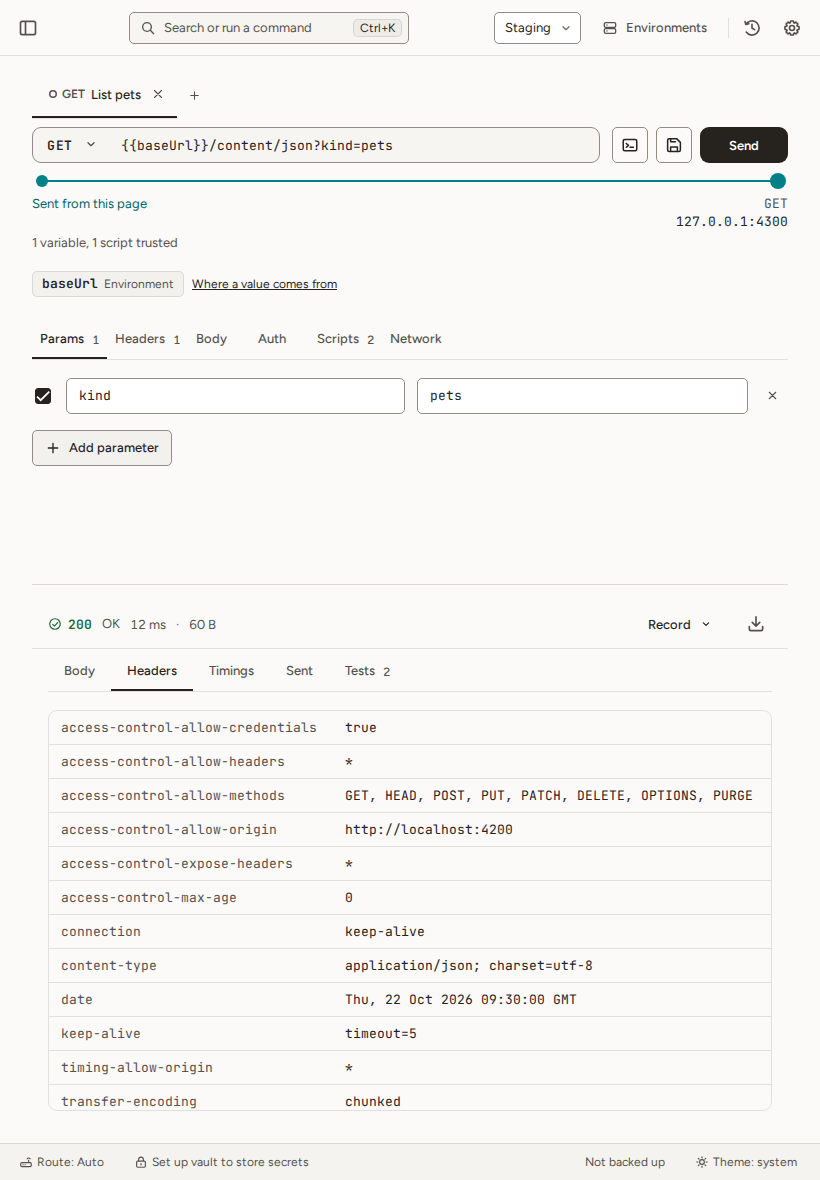 Search or run a command Ctrl+K Staging Environments
GET List pets
GET {{baseUrl}}/content/json?kind=pets Send
Sent from this page GET
127.0.0.1:4300
1 variable, 1 script trusted
baseUrl Environment Where a value comes from
Params 1 Headers 1 Body Auth Scripts 2 Network
kind pets
Add parameter
200 OK 12 ms · 60 B Record
Body Headers Timings Sent Tests 2
access-control-allow-credentials true
access-control-allow-headers *
access-control-allow-methods GET, HEAD, POST, PUT, PATCH, DELETE, OPTIONS, PURGE
access-control-allow-origin http://localhost:4200
access-control-expose-headers *
access-control-max-age 0
connection keep-alive
content-type application/json; charset=utf-8
date Thu, 22 Oct 2026 09:30:00 GMT
keep-alive timeout=5
timing-allow-origin *
transfer-encoding chunked
Route: Auto Set up vault to store secrets Not backed up Theme: system